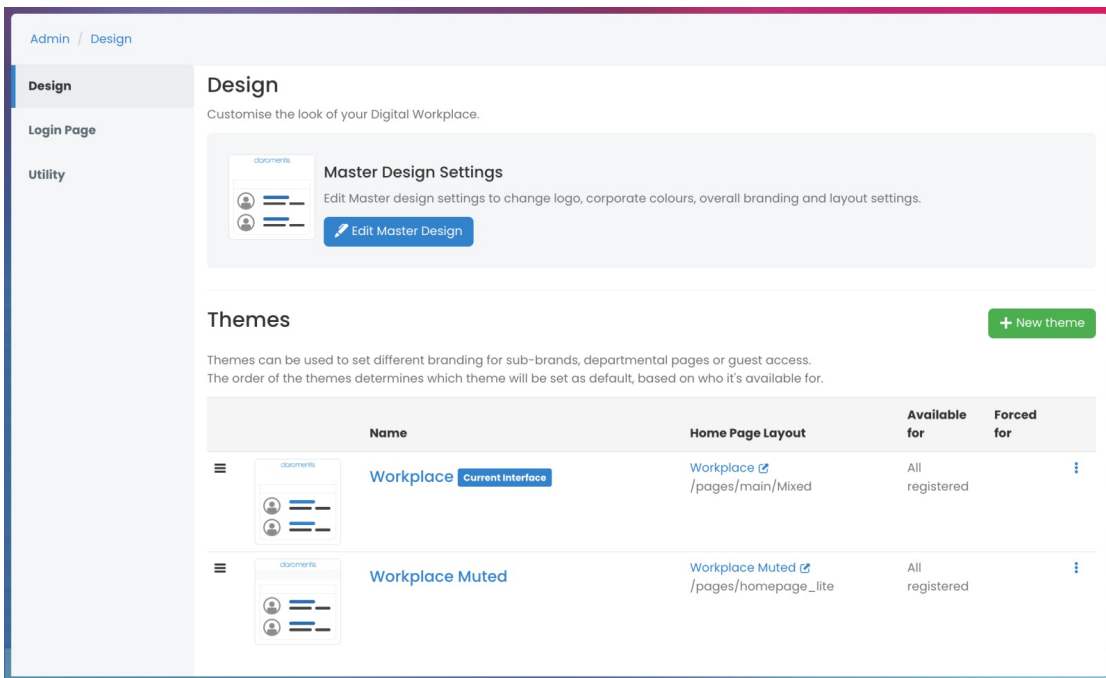 Admin / Design
Design
Login Page
Utility
Design
Customise the look of your Digital Workplace.
claromentis
Master Design Settings
Edit Master design settings to change logo, corporate colours, overall branding and layout settings.
Edit Master Design
Themes
+ New theme
Themes can be used to set different branding for sub-brands, departmental pages or guest access.
The order of the themes determines which theme will be set as default, based on who it's available for.
Name
Home Page Layout
Available
for
Forced
for
claromentis
Workplace Current Interface
Workplace
/pages/main/Mixed
All
registered
claromentis
Workplace Muted
Workplace Muted
/pages/homepage_lite
All
registered